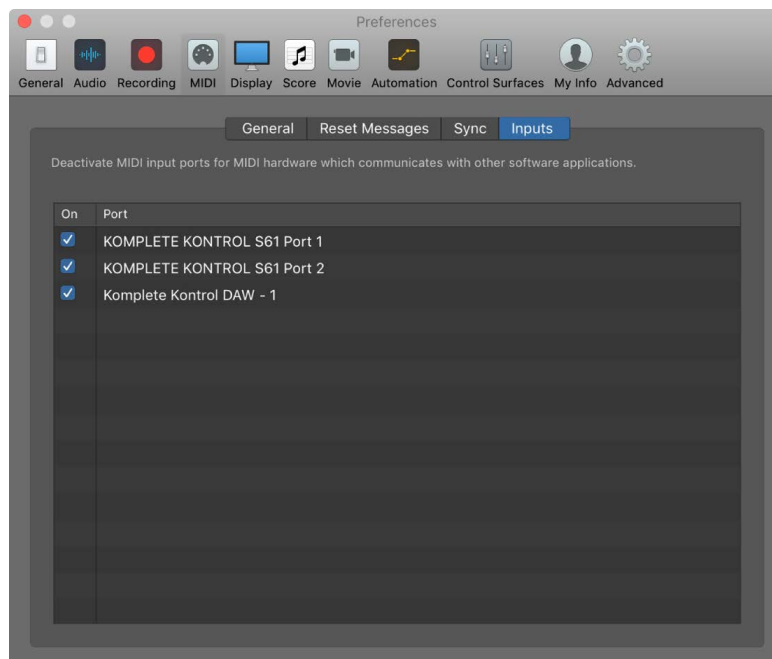 Preferences
General Audio Recording MIDI Display Score Movie Automation Control Surfaces My Info Advanced
General Reset Messages Sync Inputs
Deactivate MIDI input ports for MIDI hardware which communicates with other software applications.
On Port
KOMPLETE KONTROL S61 Port 1
KOMPLETE KONTROL S61 Port 2
Komplete Kontrol DAW - 1